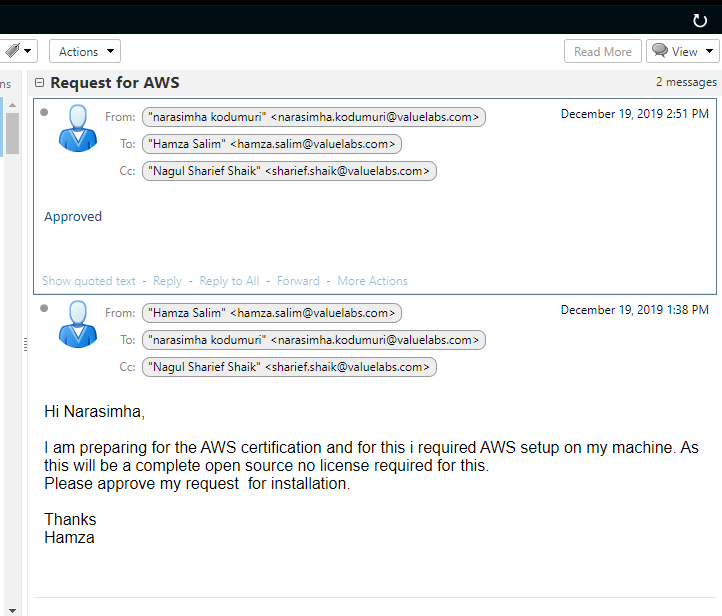 Actions Read More View
ns
Request for AWS 2 messages
From: "narasimha kodumuri" <narasimha.kodumuri@valuelabs.com> December 19, 2019 2:51 PM
To: "Hamza Salim" <hamza.salim@valuelabs.com>
Cc: "Nagul Sharief Shaik" <sharief.shaik@valuelabs.com>
Approved
Show quoted text - Reply - Reply to All - Forward - More Actions
From: "Hamza Salim" <hamza.salim@valuelabs.com> December 19, 2019 1:38 PM
To: "narasimha kodumuri" <narasimha.kodumuri@valuelabs.com>
Cc: "Nagul Sharief Shaik" <sharief.shaik@valuelabs.com>
Hi Narasimha,
I am preparing for the AWS certification and for this i required AWS setup on my machine. As
this will be a complete open source no license required for this.
Please approve my request  for installation.
Thanks
Hamza